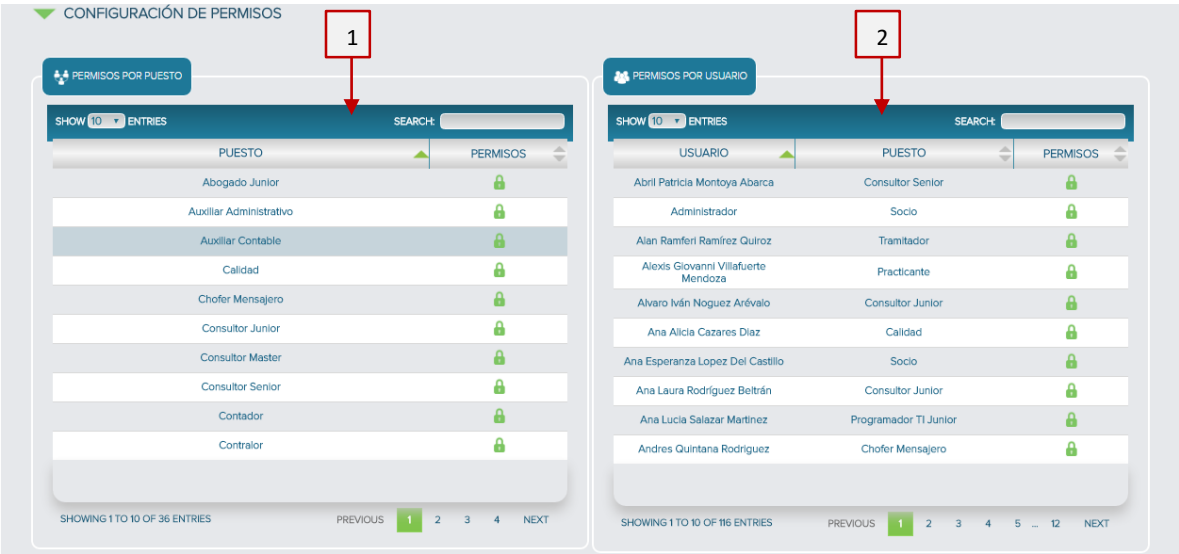 CONFIGURACIÓN DE PERMISOS
1
2
PERMISOS POR PUESTO
SHOW 10 ENTRIES SEARCH:
PUESTO PERMISOS
Abogado Junior
Auxiliar Administrativo
Auxiliar Contable
Calidad
Chofer Mensajero
Consultor Junior
Consultor Master
Consultor Senior
Contador
Contralor
SHOWING 1 TO 10 OF 36 ENTRIES PREVIOUS 1 2 3 4 NEXT
PERMISOS POR USUARIO
SHOW 10 ENTRIES SEARCH:
USUARIO PUESTO PERMISOS
Abril Patricia Montoya Abarca Consultor Senior
Administrador Socio
Alan Ramferi Ramírez Quiroz Tramitador
Alexis Giovanni Villafuerte
Mendoza Practicante
Alvaro Iván Noguez Arévalo Consultor Junior
Ana Alicia Cazares Diaz Calidad
Ana Esperanza Lopez Del Castillo Socio
Ana Laura Rodríguez Beltrán Consultor Junior
Ana Lucia Salazar Martinez Programador TI Junior
Andres Quintana Rodriguez Chofer Mensajero
SHOWING 1 TO 10 OF 116 ENTRIES PREVIOUS 1 2 3 4 5 ... 12 NEXT